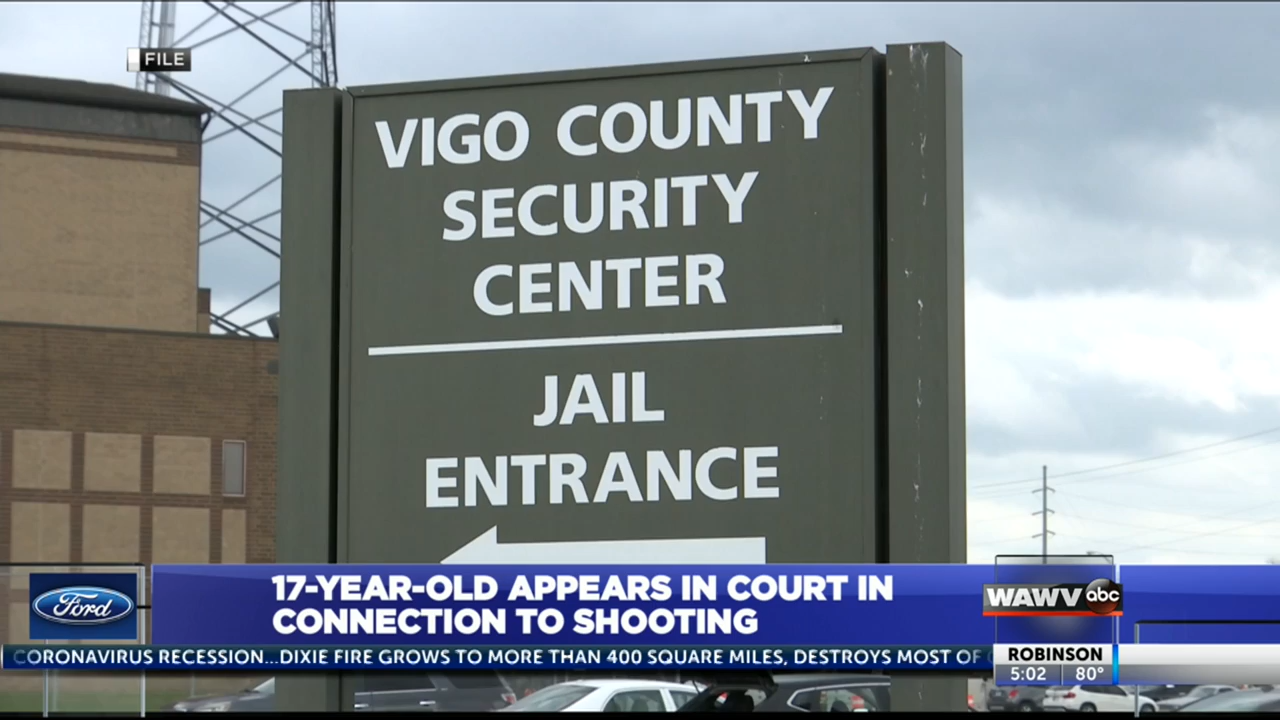 FILE
VIGO COUNTY
SECURITY
CENTER
JAIL
ENTRANCE
Ford
17-YEAR-OLD APPEARS IN COURT IN
CONNECTION TO SHOOTING
WAWV abc
CORONAVIRUS RECESSION...DIXIE FIRE GROWS TO MORE THAN 400 SQUARE MILES, DESTROYS MOST OF
ROBINSON
5:02 80°